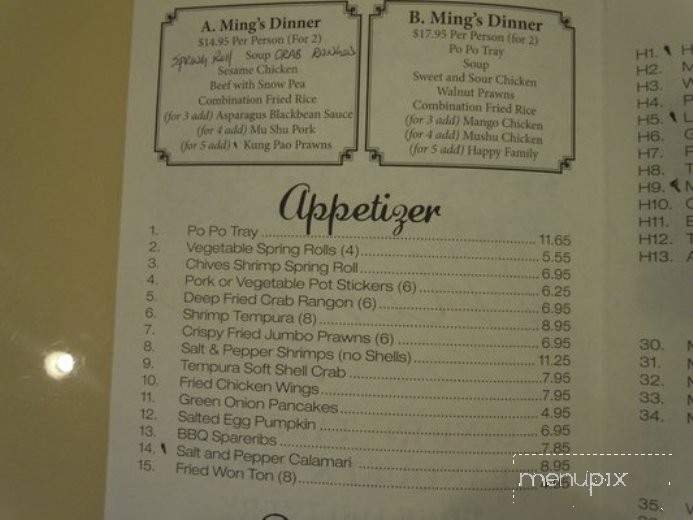 A. Ming's Dinner
$14.95 Per Person (For 2)
Spring Roll Soup CRAB RANGOON
Sesame Chicken
Beef with Snow Pea
Combination Fried Rice
(for 3 add) Asparagus Blackbean Sauce
(for 4 add) Mu Shu Pork
(for 5 add) Kung Pao Prawns
B. Ming's Dinner
$17.95 Per Person (for 2)
Po Po Tray
Soup
Sweet and Sour Chicken
Walnut Prawns
Combination Fried Rice
(for 3 add) Mango Chicken
(for 4 add) Mushu Chicken
(for 5 add) Happy Family
Appetizer
1. Po Po Tray 11.65
2. Vegetable Spring Rolls (4) 5.55
3. Chives Shrimp Spring Roll 6.95
4. Pork or Vegetable Pot Stickers (6) 6.25
5. Deep Fried Crab Rangon (6) 6.95
6. Shrimp Tempura (8) 8.95
7. Crispy Fried Jumbo Prawns (6) 6.95
8. Salt & Pepper Shrimps (no Shells) 11.25
9. Tempura Soft Shell Crab 7.95
10. Fried Chicken Wings 7.95
11. Green Onion Pancakes 4.95
12. Salted Egg Pumpkin 6.95
13. BBQ Spareribs 7.85
14. Salt and Pepper Calamari 8.95
15. Fried Won Ton (8)
H1. H
H2. M
H3.
H4.
H5.
H6.
H7.
H8.
H9.
H10.
H11.
H12.
H13.
30.
31.
32.
33.
34.
35.
menupix